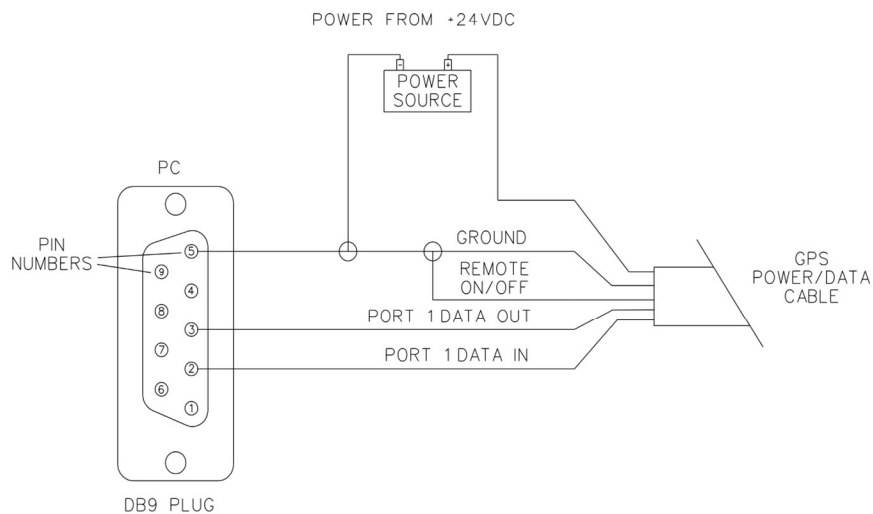 POWER FROM +24VDC
- +
POWER
SOURCE
PC
PIN
NUMBERS
5
9
4
8
3
7
2
6
1
GROUND
REMOTE
ON/OFF
PORT 1 DATA OUT
PORT 1 DATA IN
GPS
POWER/DATA
CABLE
DB9 PLUG